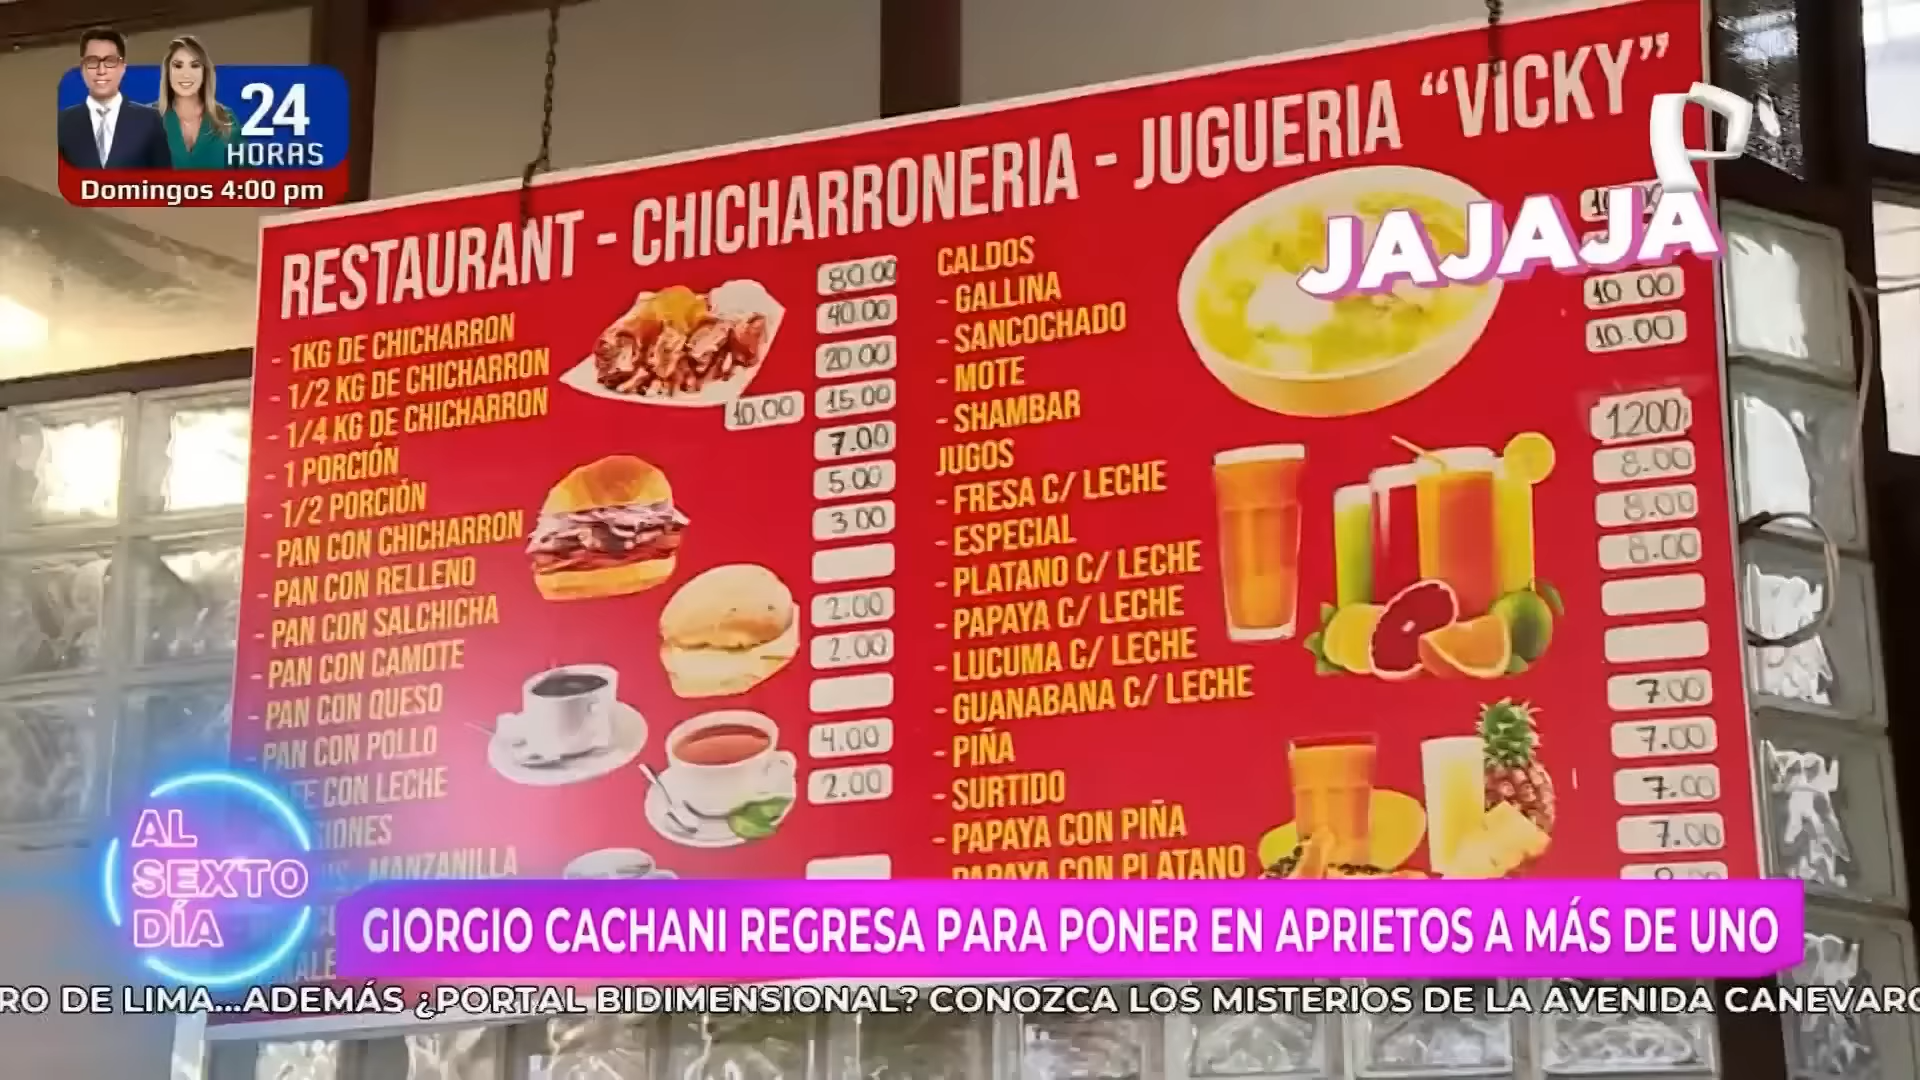 24
HORAS
Domingos 4:00 pm
RESTAURANT - CHICHARRONERIA - JUGUERIA “VICKY”
JAJAJA
- 1KG DE CHICHARRON
- 1/2 KG DE CHICHARRON
- 1/4 KG DE CHICHARRON
- 1 PORCIÓN
- 1/2 PORCIÓN
- PAN CON CHICHARRON
- PAN CON RELLENO
- PAN CON SALCHICHA
- PAN CON CAMOTE
- PAN CON QUESO
- PAN CON POLLO
CON LECHE
MANZANILLA
80.00
40.00
20.00
10.00 15.00
7.00
5.00
3.00
2.00
2.00
4.00
2.00
CALDOS
- GALLINA
- SANCOCHADO
- MOTE
- SHAMBAR
JUGOS
- FRESA C/ LECHE
- ESPECIAL
- PLATANO C/ LECHE
- PAPAYA C/ LECHE
- LUCUMA C/ LECHE
- GUANABANA C/ LECHE
- PIÑA
- SURTIDO
- PAPAYA CON PIÑA
- PAPAYA CON PLATANO
10.00
10.00
1200
8.00
8.00
8.00
7.00
7.00
7.00
7.00
AL
SEXTO
DÍA
GIORGIO CACHANI REGRESA PARA PONER EN APRIETOS A MÁS DE UNO
DE LIMA...ADEMÁS ¿PORTAL BIDIMENSIONAL? CONOZCA LOS MISTERIOS DE LA AVENIDA